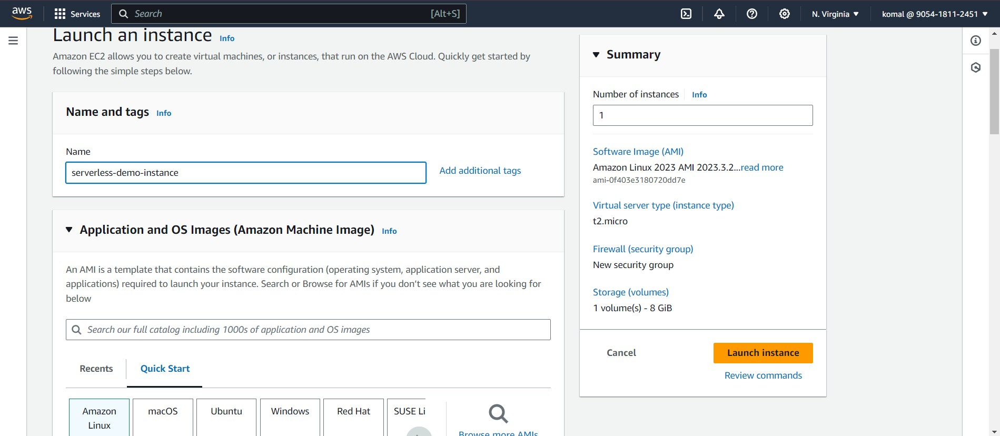 aws
Services
Search
[Alt+S]
N. Virginia
komal @ 9054-1811-2451
Launch an instance Info
Amazon EC2 allows you to create virtual machines, or instances, that run on the AWS Cloud. Quickly get started by
following the simple steps below.
Name and tags Info
Name
serverless-demo-instance
Add additional tags
Application and OS Images (Amazon Machine Image) Info
An AMI is a template that contains the software configuration (operating system, application server, and
applications) required to launch your instance. Search or Browse for AMIs if you don’t see what you are looking for
below
Search our full catalog including 1000s of application and OS images
Recents
Quick Start
Amazon
Linux
macOS
Ubuntu
Windows
Red Hat
SUSE Li
Browse more AMIs
Summary
Number of instances Info
1
Software Image (AMI)
Amazon Linux 2023 AMI 2023.3.2...read more
ami-0f403e3180720dd7e
Virtual server type (instance type)
t2.micro
Firewall (security group)
New security group
Storage (volumes)
1 volume(s) - 8 GiB
Cancel
Launch instance
Review commands